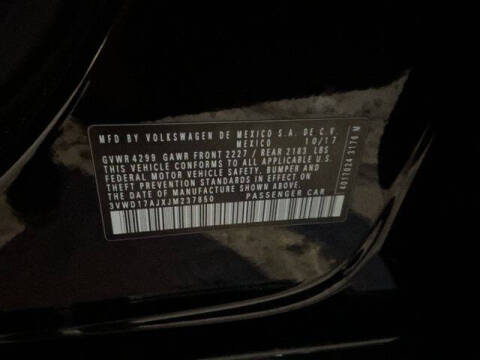 MFD BY VOLKSWAGEN DE MEXICO S.A. DE C.V.
MEXICO 10/17
GVWR 4299 GAWR FRONT 2227 / REAR 2183 LBS
THIS VEHICLE CONFORMS TO ALL APPLICABLE
FEDERAL MOTOR VEHICLE SAFETY, BUMPER AND
THEFT PREVENTION STANDARDS IN EFFECT ON
THE DATE OF MANUFACTURE SHOWN ABOVE
3VWD17AJXJM237850 PASSENGER CAR